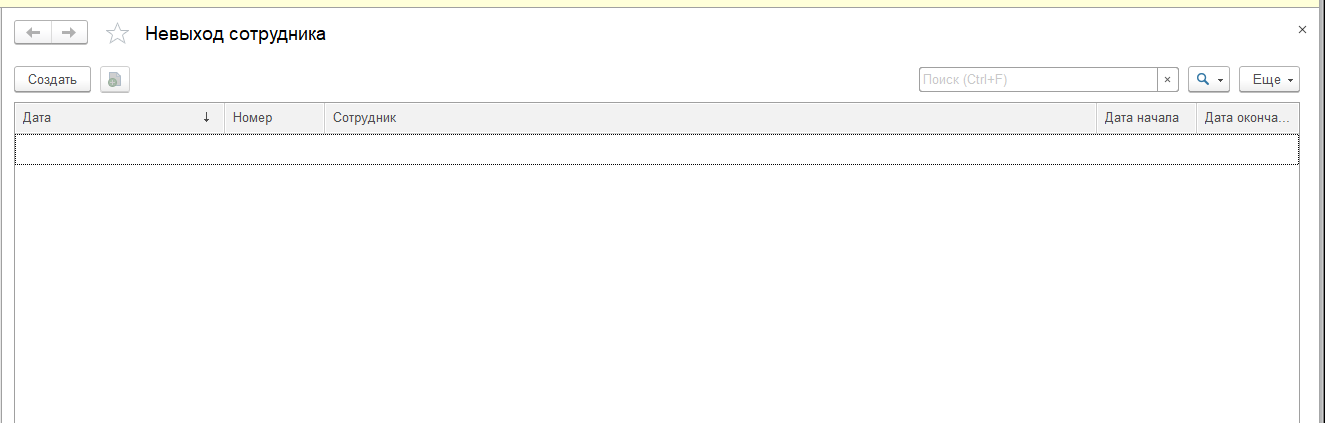 Невыход сотрудника
Создать Поиск (Ctrl+F) × Еще
Дата ↓ Номер Сотрудник Дата начала Дата оконча...